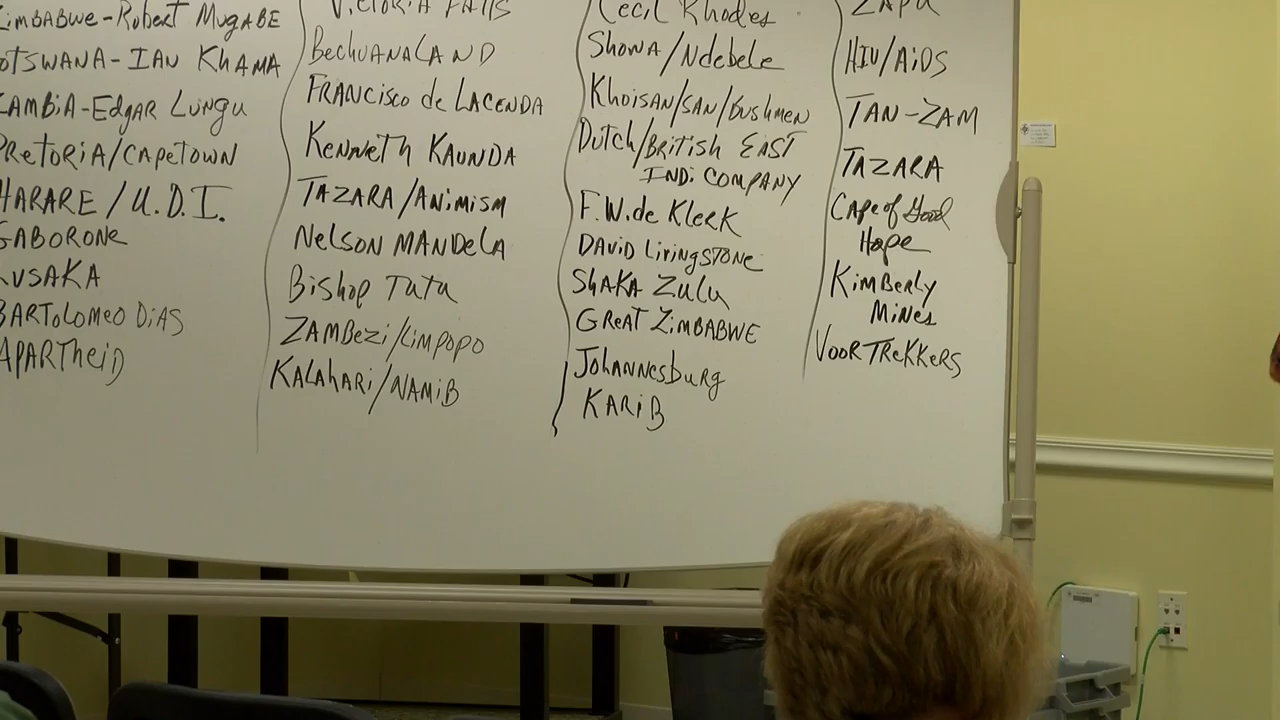 Zimbabwe-Robert Mugabe
Botswana-Ian Khama
Zambia-Edgar Lungu
Pretoria/Capetown
Harare/U.D.I.
Gaborone
Lusaka
Bartolomeo Dias
Apartheid
Victoria Falls
Bechuanaland
Francisco de Lacenda
Kenneth Kaunda
Tazara/Animism
Nelson Mandela
Bishop Tutu
Zambezi/Limpopo
Kalahari/Namib
Cecil Rhodes
Shona/Ndebele
Khoisan/San/Bushmen
Dutch/British East
Indi Company
F.W. de Klerk
David Livingstone
Shaka Zulu
Great Zimbabwe
Johannesburg
Karib
ZAPU
HIV/AIDS
TAN-ZAM
TAZARA
Cape of Good
Hope
Kimberly
Mines
Voortrekkers